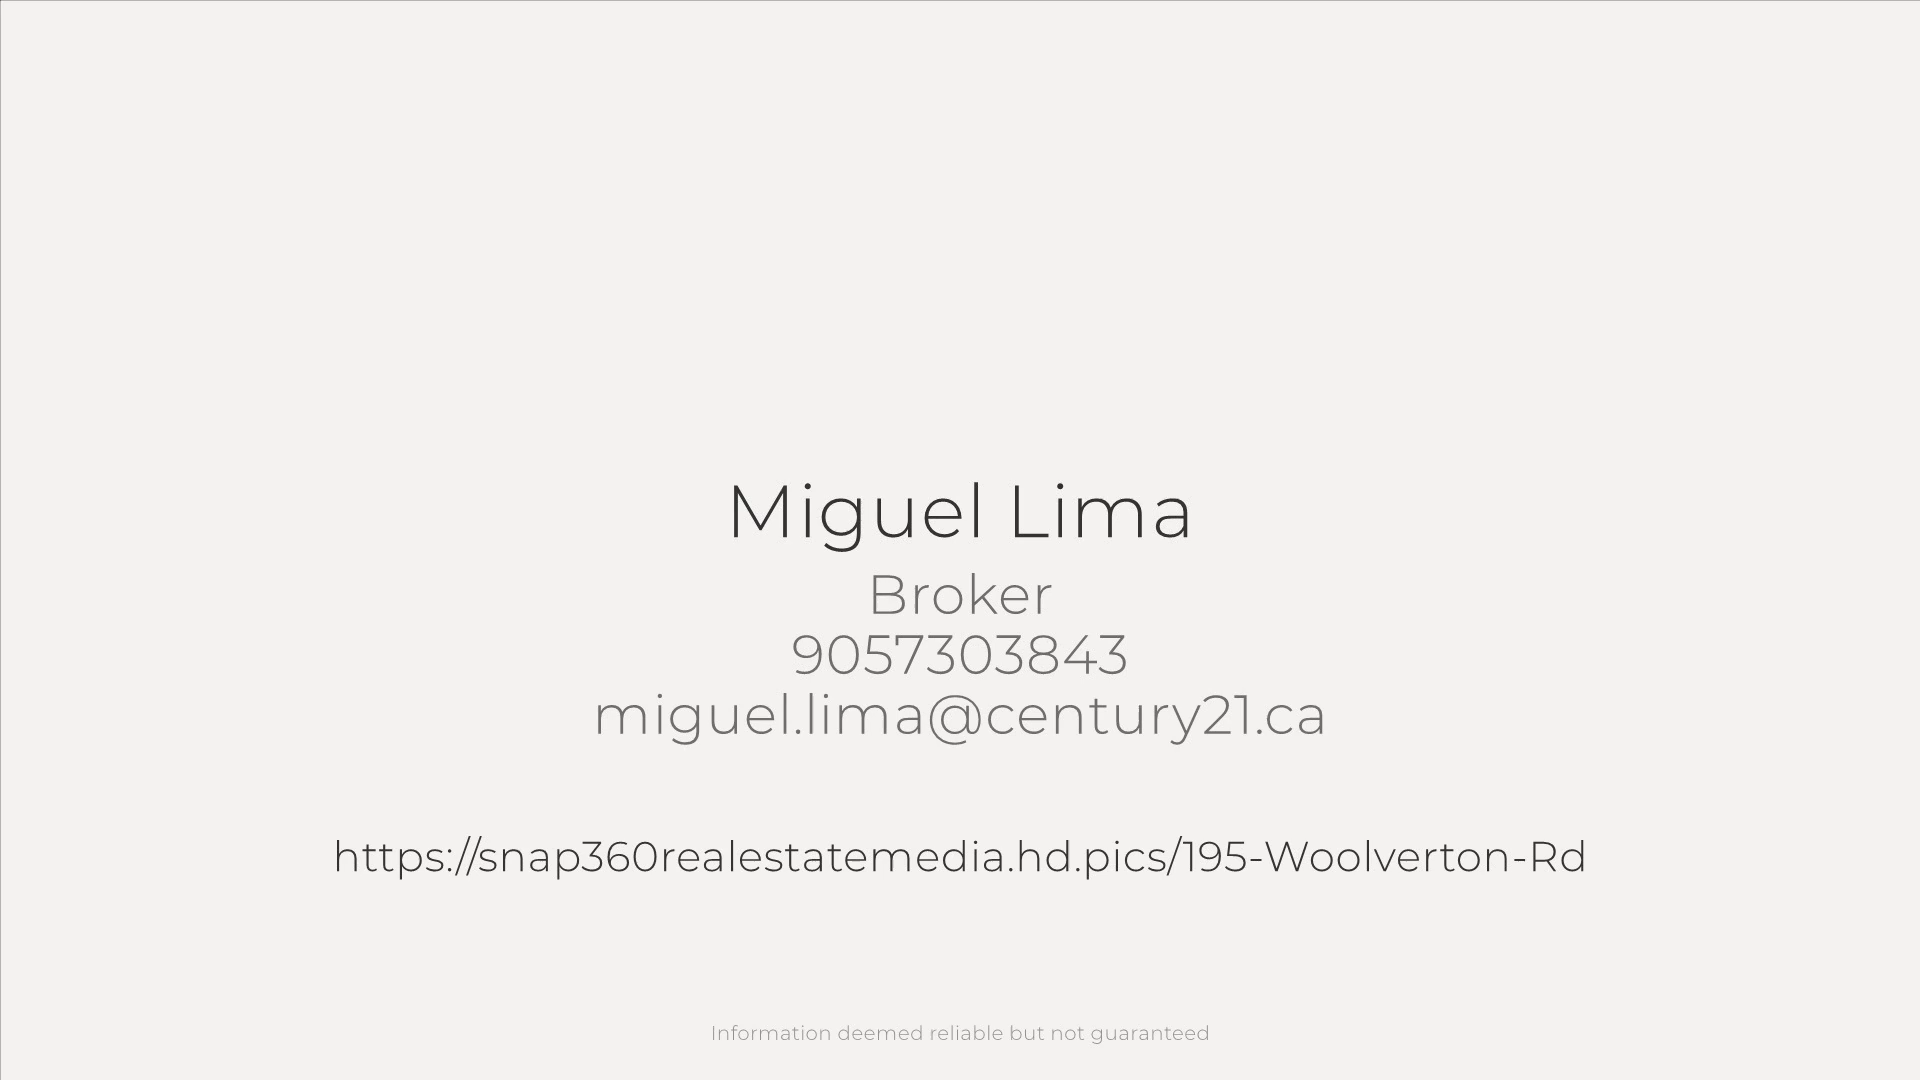 Miguel Lima
Broker
9057303843
miguel.lima@century21.ca
https://snap360realestatemedia.hd.pics/195-Woolverton-Rd
Information deemed reliable but not guaranteed